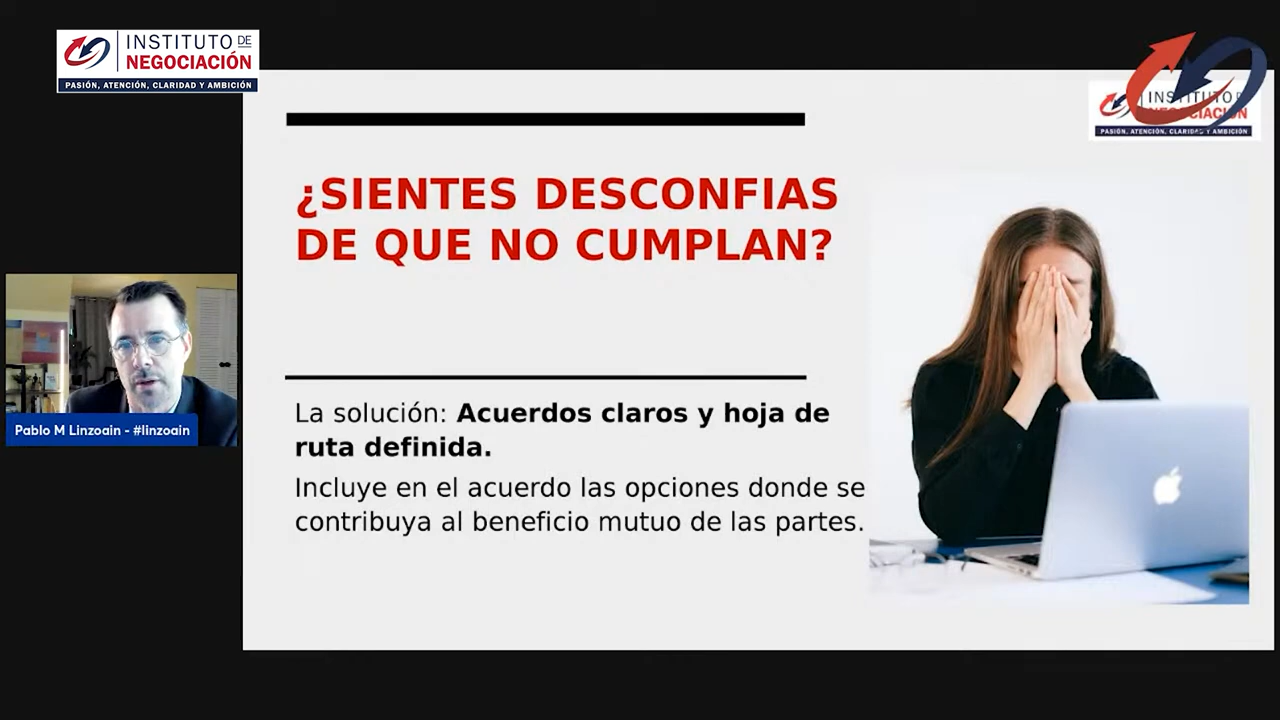 INSTITUTO DE
NEGOCIACIÓN
PASIÓN, ATENCIÓN, CLARIDAD Y AMBICIÓN
INSTITUTO DE
NEGOCIACIÓN
PASIÓN, ATENCIÓN, CLARIDAD Y AMBICIÓN
¿SIENTES DESCONFIAS
DE QUE NO CUMPLAN?
La solución: Acuerdos claros y hoja de
ruta definida.
Incluye en el acuerdo las opciones donde se
contribuya al beneficio mutuo de las partes.
Pablo M Linzoain - #linzoain